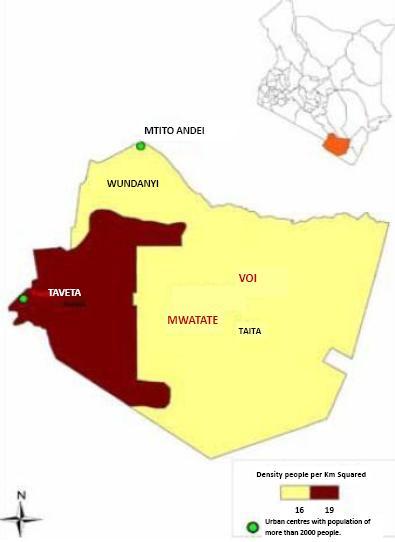 MTITO ANDEI
WUNDANYI
VOI
TAVETA
MWATATE
TAITA
Density people per Km Squared
16 19
Urban centres with population of
more than 2000 people.
N